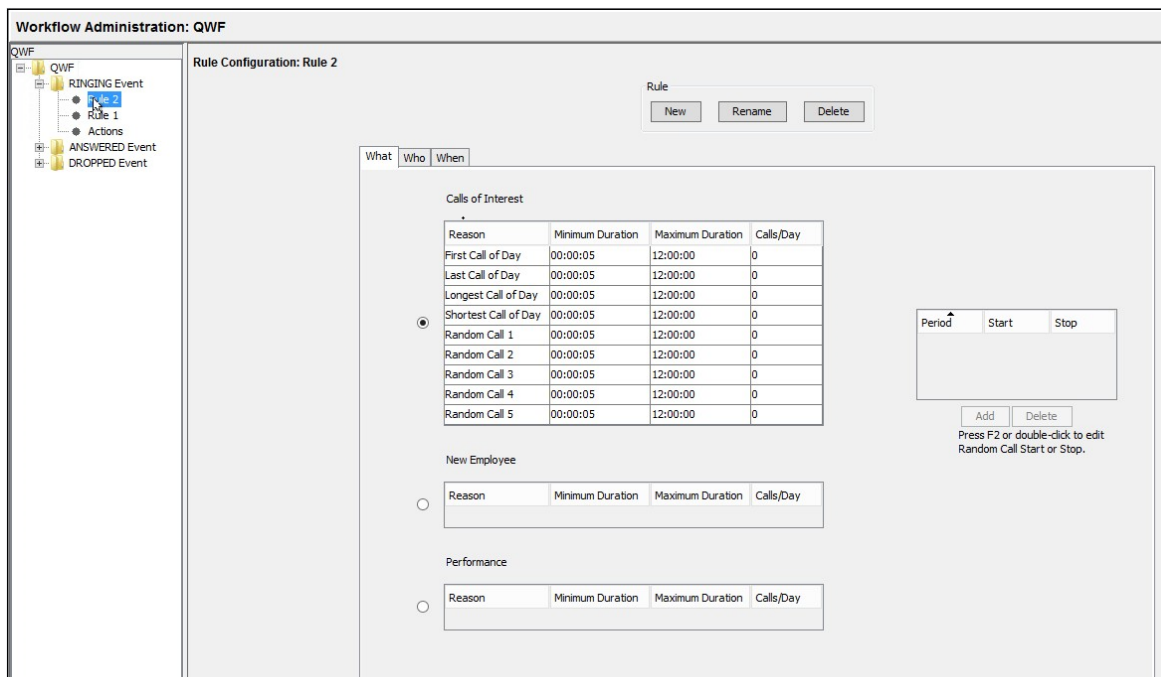 Workflow Administration: QWF
QWF
QWF
RINGING Event
Rule 2
Rule 1
Actions
ANSWERED Event
DROPPED Event
Rule Configuration: Rule 2
Rule
New Rename Delete
What Who When
Calls of Interest
Reason Minimum Duration Maximum Duration Calls/Day
First Call of Day 00:00:05 12:00:00 0
Last Call of Day 00:00:05 12:00:00 0
Longest Call of Day 00:00:05 12:00:00 0
Shortest Call of Day 00:00:05 12:00:00 0
Random Call 1 00:00:05 12:00:00 0
Random Call 2 00:00:05 12:00:00 0
Random Call 3 00:00:05 12:00:00 0
Random Call 4 00:00:05 12:00:00 0
Random Call 5 00:00:05 12:00:00 0
Period Start Stop
Add Delete
Press F2 or double-click to edit
Random Call Start or Stop.
New Employee
Reason Minimum Duration Maximum Duration Calls/Day
Performance
Reason Minimum Duration Maximum Duration Calls/Day